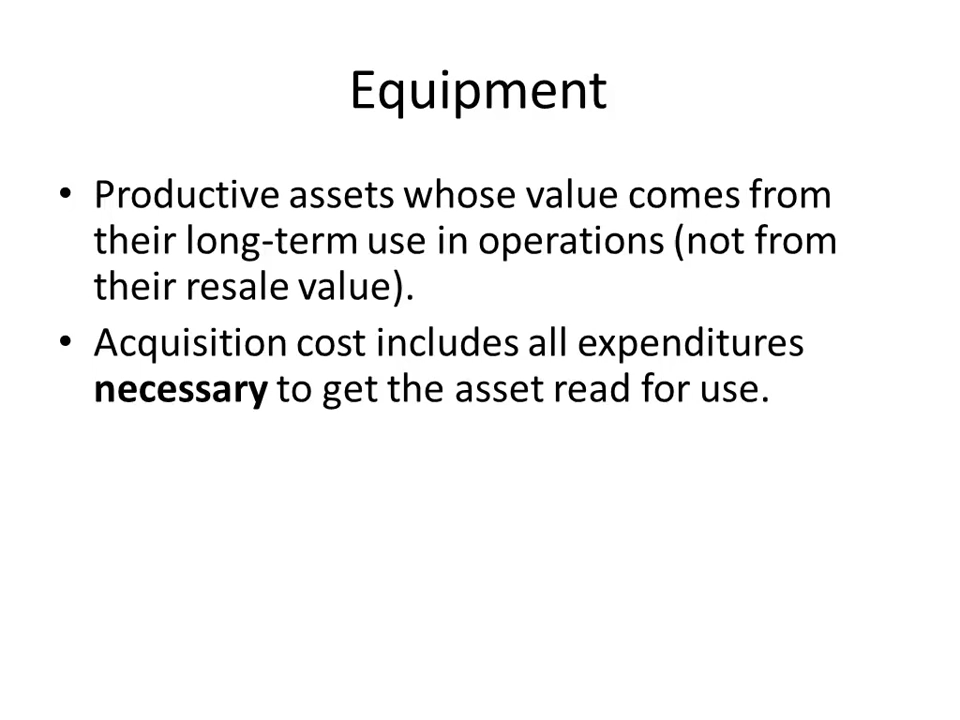 Equipment
• Productive assets whose value comes from
their long-term use in operations (not from
their resale value).
• Acquisition cost includes all expenditures
necessary to get the asset read for use.